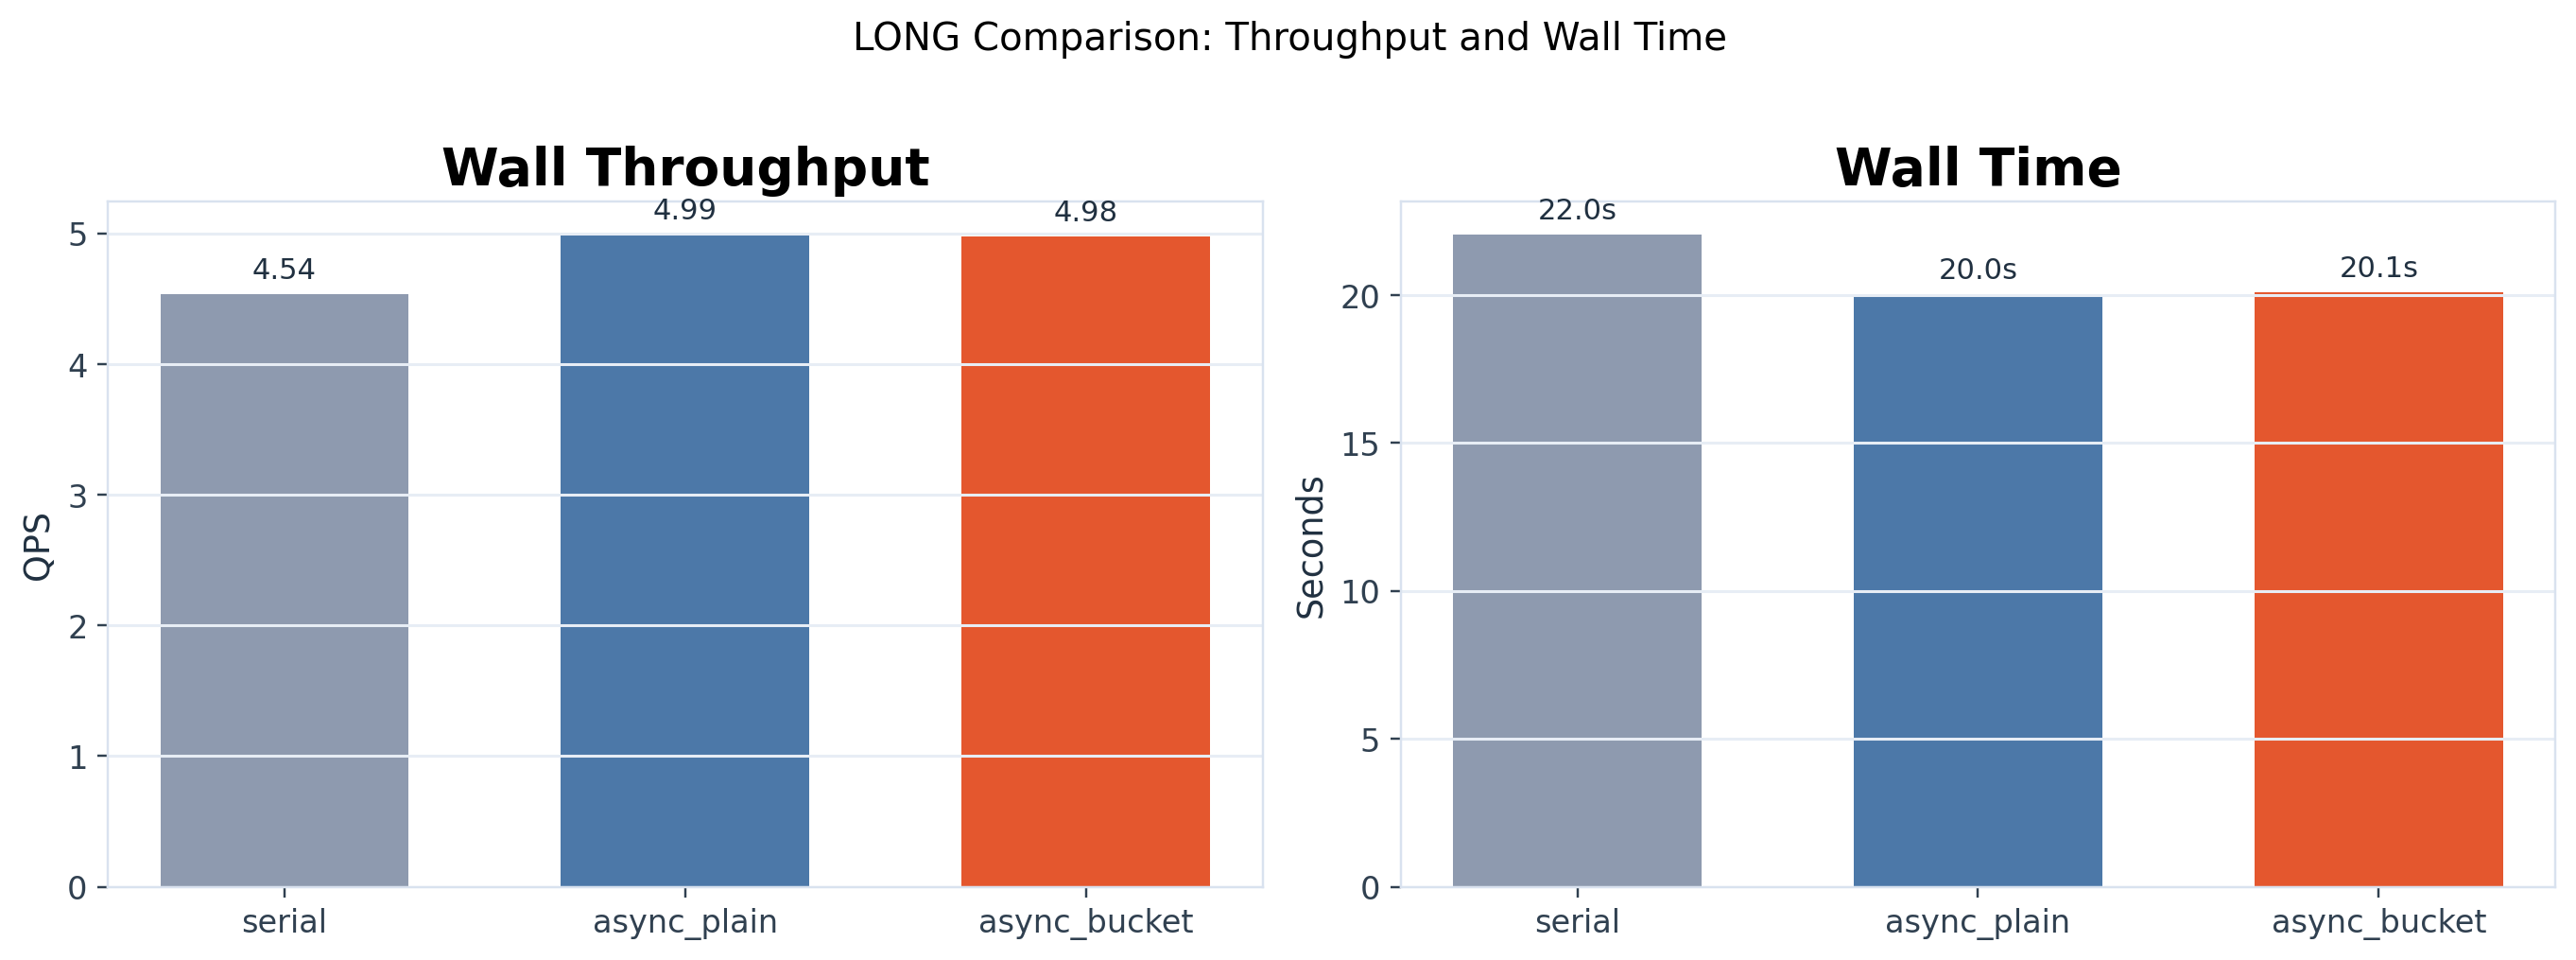 LONG Comparison: Throughput and Wall Time
Wall Throughput
4.99
4.98
4.54
5
4
3
2
1
0
QPS
serial
async_plain
async_bucket
Wall Time
22.0s
20.0s
20.1s
20
15
10
5
0
Seconds
serial
async_plain
async_bucket